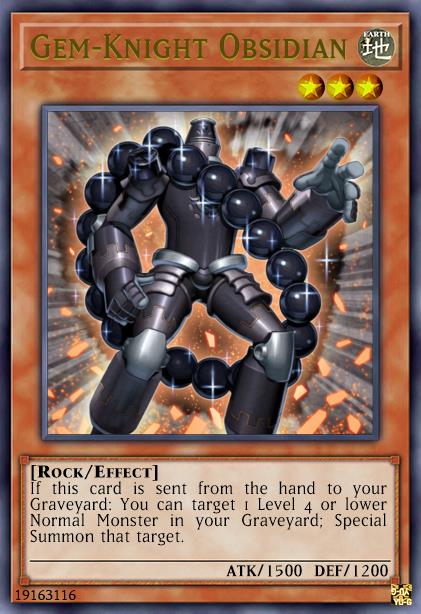 GEM-KNIGHT OBSIDIAN
EARTH
地
[ROCK/EFFECT]
If this card is sent from the hand to your
Graveyard: You can target 1 Level 4 or lower
Normal Monster in your Graveyard; Special
Summon that target.
ATK/1500 DEF/1200
19163116